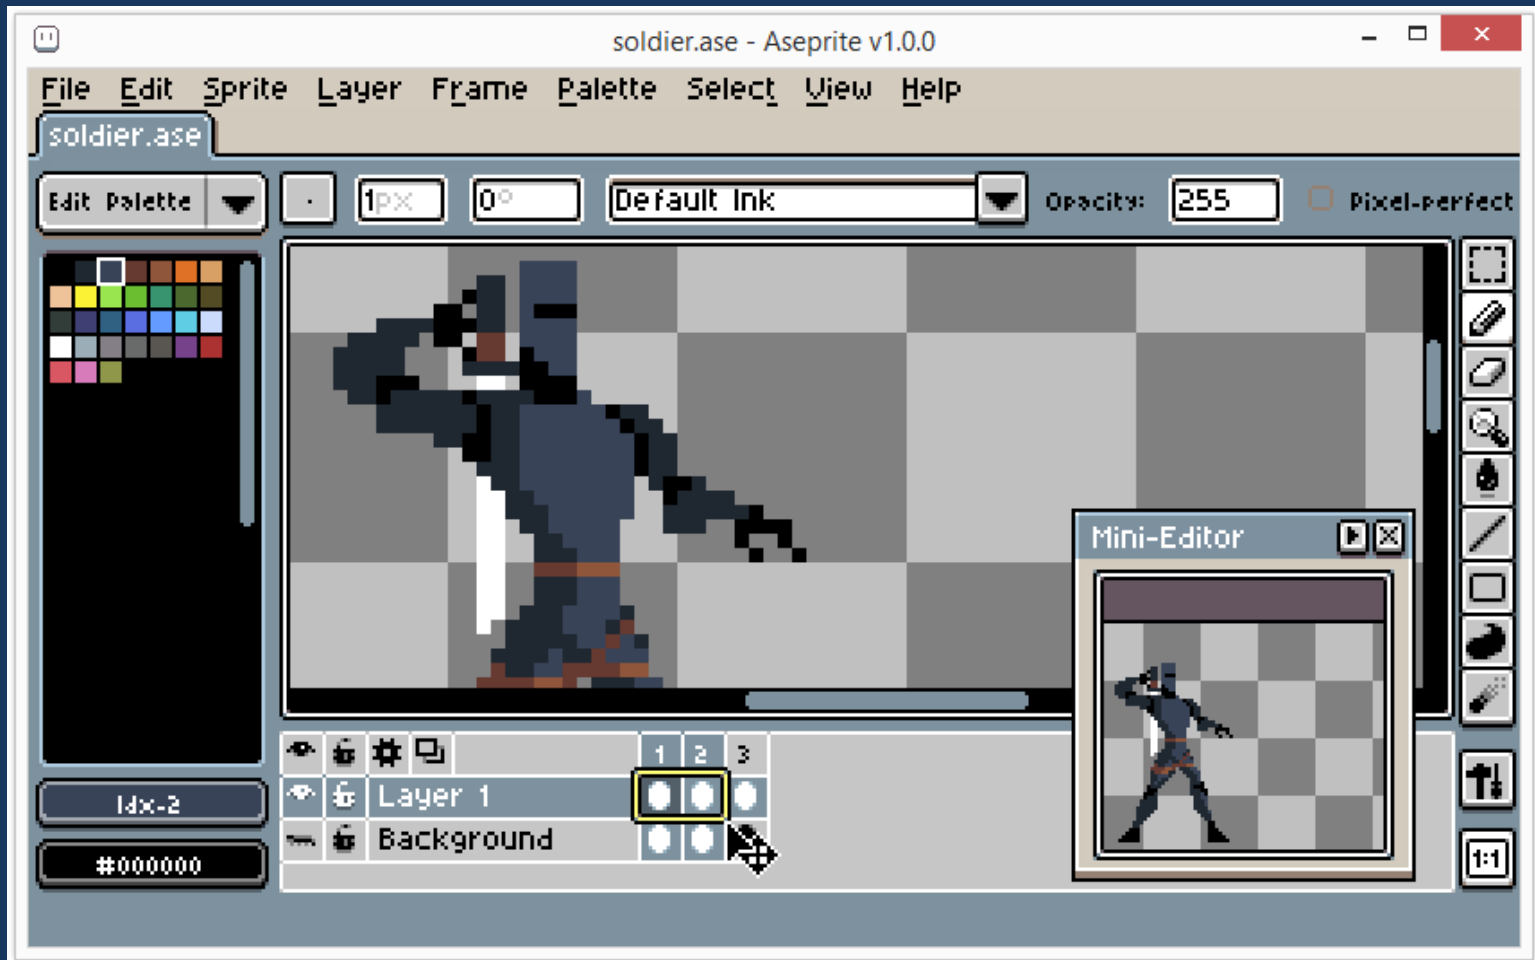 soldier.ase - Aseprite v1.0.0
File Edit Sprite Layer Frame Palette Select View Help
soldier.ase
Edit Palette 1px 0° Default Ink Opacity: 255 Pixel-perfect
Mini-Editor
1 2 3
Layer 1
Idx-2
Background
#000000
1:1